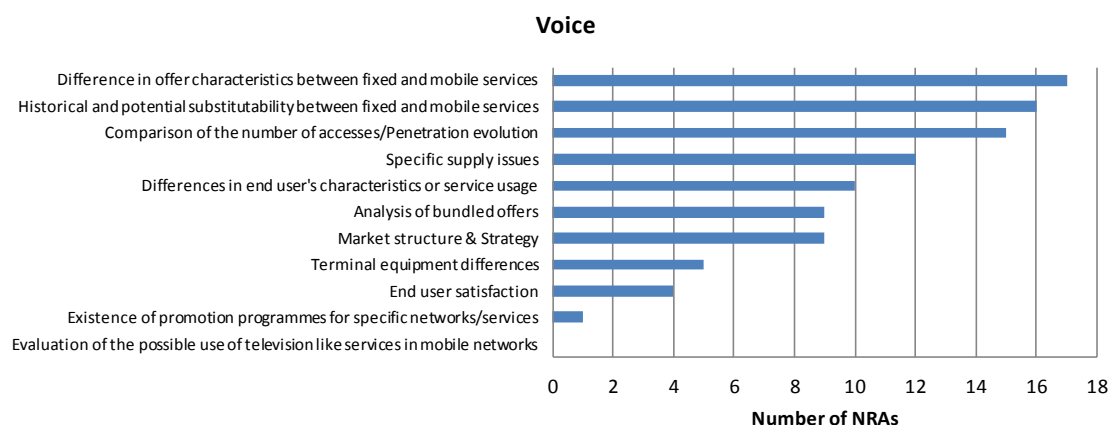 Voice
Difference in offer characteristics between fixed and mobile services
Historical and potential substitutability between fixed and mobile services
Comparison of the number of accesses/Penetration evolution
Specific supply issues
Differences in end user's characteristics or service usage
Analysis of bundled offers
Market structure & Strategy
Terminal equipment differences
End user satisfaction
Existence of promotion programmes for specific networks/services
Evaluation of the possible use of television like services in mobile networks
0 2 4 6 8 10 12 14 16 18
Number of NRAs